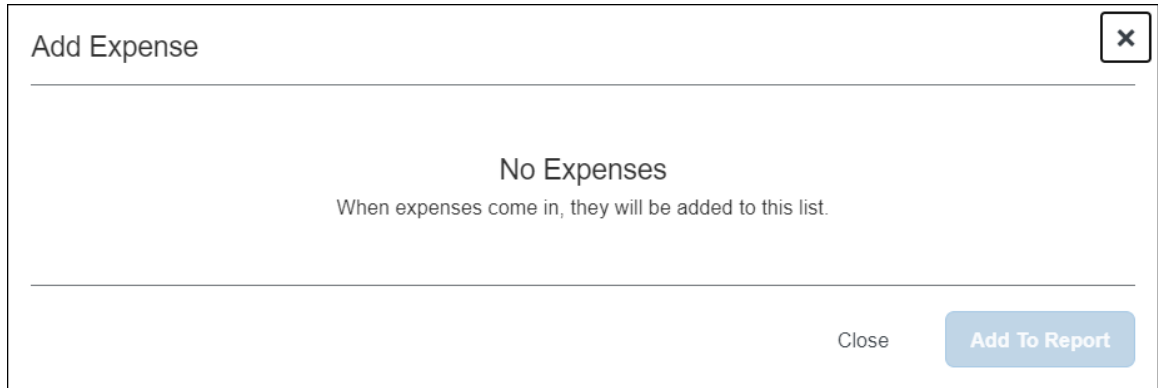 Add Expense
No Expenses
When expenses come in, they will be added to this list.
Close
Add To Report